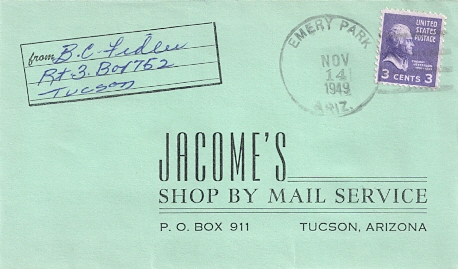 from B.C. Fedler
Rt. 3. Box 752
Tucson
EMERY PARK
NOV
14
1949
ARIZ.
UNITED
STATES
POSTAGE
3 CENTS 3
JACOME'S
SHOP BY MAIL SERVICE
P. O. BOX 911 TUCSON, ARIZONA